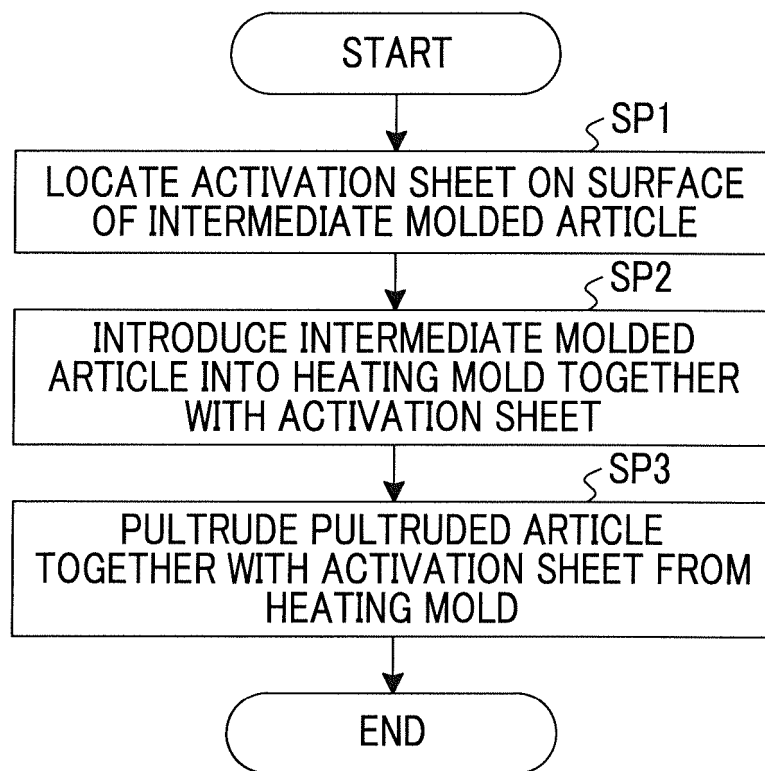 START
SP1
LOCATE ACTIVATION SHEET ON SURFACE
OF INTERMEDIATE MOLDED ARTICLE
SP2
INTRODUCE INTERMEDIATE MOLDED
ARTICLE INTO HEATING MOLD TOGETHER
WITH ACTIVATION SHEET
SP3
PULTRUDE PULTRUDED ARTICLE
TOGETHER WITH ACTIVATION SHEET FROM
HEATING MOLD
END